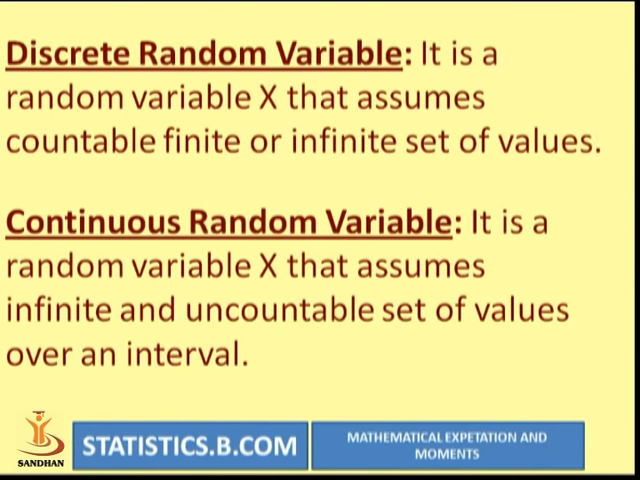 Discrete Random Variable: It is a
random variable X that assumes
countable finite or infinite set of values.
Continuous Random Variable: It is a
random variable X that assumes
infinite and uncountable set of values
over an interval.
SANDHAN
STATISTICS.B.COM
MATHEMATICAL EXPETATION AND
MOMENTS